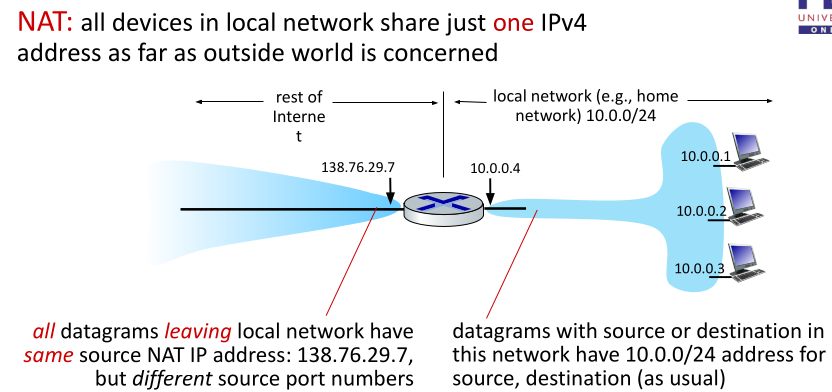 NAT: all devices in local network share just one IPv4
address as far as outside world is concerned
UNIVE
ONE
rest of
Interne
t
local network (e.g., home
network) 10.0.0/24
138.76.29.7
10.0.0.4
10.0.0.1
10.0.0.2
10.0.0.3
all datagrams leaving local network have
same source NAT IP address: 138.76.29.7,
but different source port numbers
datagrams with source or destination in
this network have 10.0.0/24 address for
source, destination (as usual)